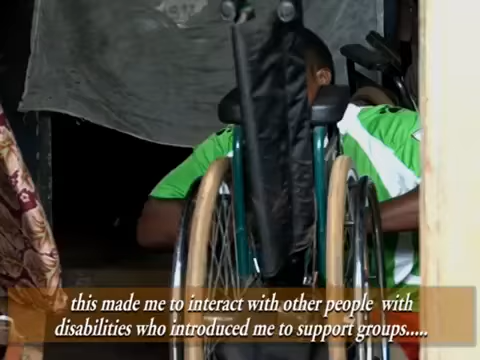 this made me to interact with other people with
disabilities who introduced me to support groups.....